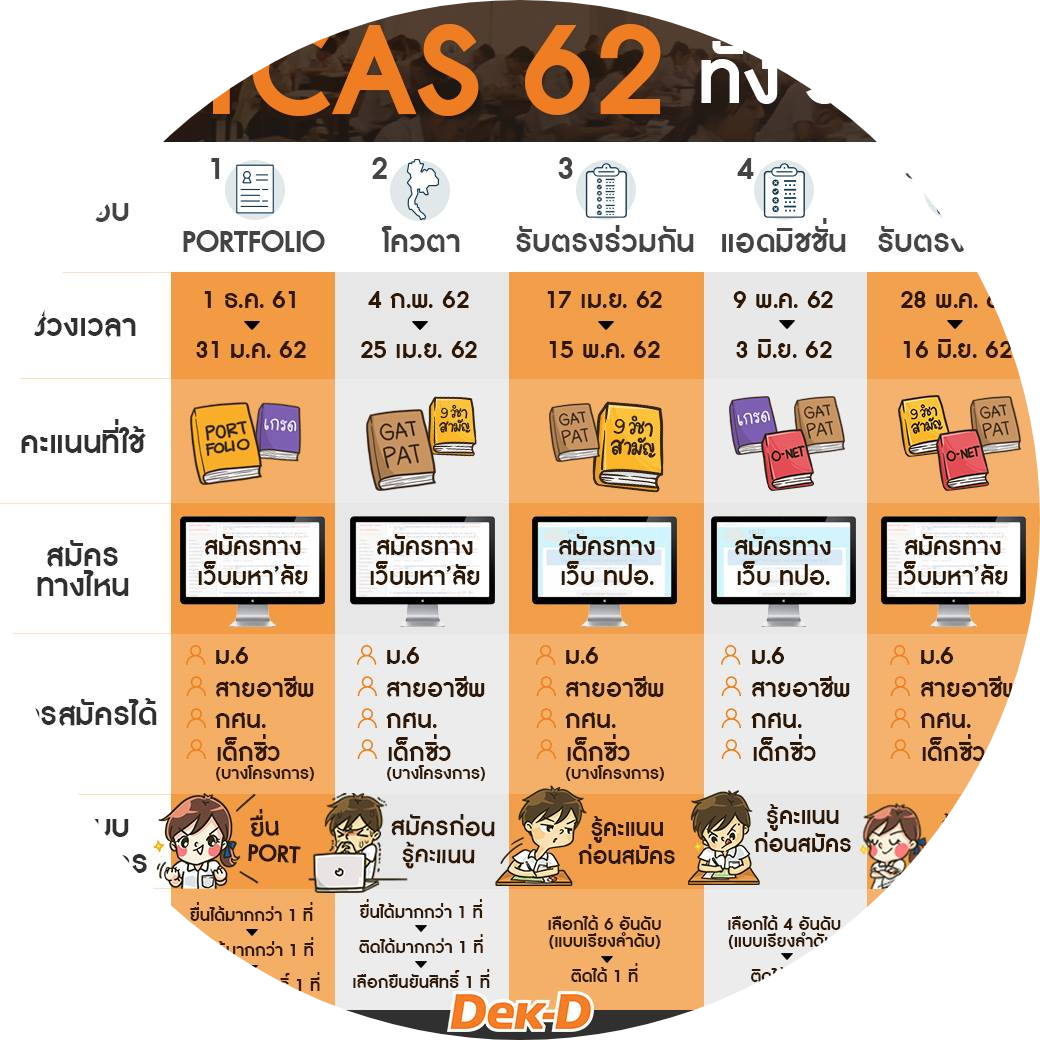 TCAS 62 ทั้ง
1
2
3
4
PORTFOLIO
โควตา
รับตรงร่วมกัน
แอดมิชชั่น
รับตรง
ช่วงเวลา
1 ธ.ค. 61
31 ม.ค. 62
4 ก.พ. 62
25 เม.ย. 62
17 เม.ย. 62
15 พ.ค. 62
9 พ.ค. 62
3 มิ.ย. 62
28 พ.ค. 6
16 มิ.ย. 62
คะแนนที่ใช้
PORT
FOLIO
เกรด
GAT
PAT
9 วิชา
สามัญ
GAT
PAT
9 วิชา
สามัญ
เกรด
GAT
PAT
O-NET
9 วิชา
สามัญ
GAT
PAT
O-NET
สมัคร
ทางไหน
สมัครทาง
เว็บมหา'ลัย
สมัครทาง
เว็บมหา'ลัย
สมัครทาง
เว็บ ทปอ.
สมัครทาง
เว็บ ทปอ.
สมัครทาง
เว็บมหา'ลัย
รสมัครได้
ม.6
สายอาชีพ
กศน.
เด็กซิ่ว
(บางโครงการ)
ม.6
สายอาชีพ
กศน.
เด็กซิ่ว
(บางโครงการ)
ม.6
สายอาชีพ
กศน.
เด็กซิ่ว
(บางโครงการ)
ม.6
สายอาชีพ
กศน.
เด็กซิ่ว
ม.6
สายอาชีพ
กศน.
เด็กซิ่ว
ยื่น
PORT
สมัครก่อน
รู้คะแนน
รู้คะแนน
ก่อนสมัคร
รู้คะแนน
ก่อนสมัคร
ยื่นได้มากกว่า 1 ที่
มากกว่า 1 ที่
1 ที่
ยื่นได้มากกว่า 1 ที่
ติดได้มากกว่า 1 ที่
เลือกยืนยันสิทธิ์ 1 ที่
เลือกได้ 6 อันดับ
(แบบเรียงลำดับ)
ติดได้ 1 ที่
เลือกได้ 4 อันดับ
(แบบเรียงลำดับ
Dek-D